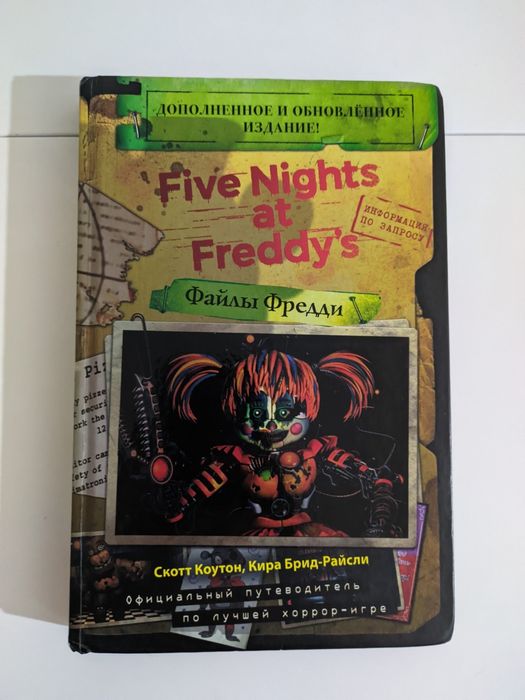 ДОПОЛНЕННОЕ И ОБНОВЛЁННОЕ
ИЗДАНИЕ!
Five Nights
at
Freddy's
ИНФОРМАЦИЯ
ПО ЗАПРОСУ
Файлы Фредди
Скотт Коутон, Кира Брид-Райсли
Официальный путеводитель
по лучшей хоррор-игре